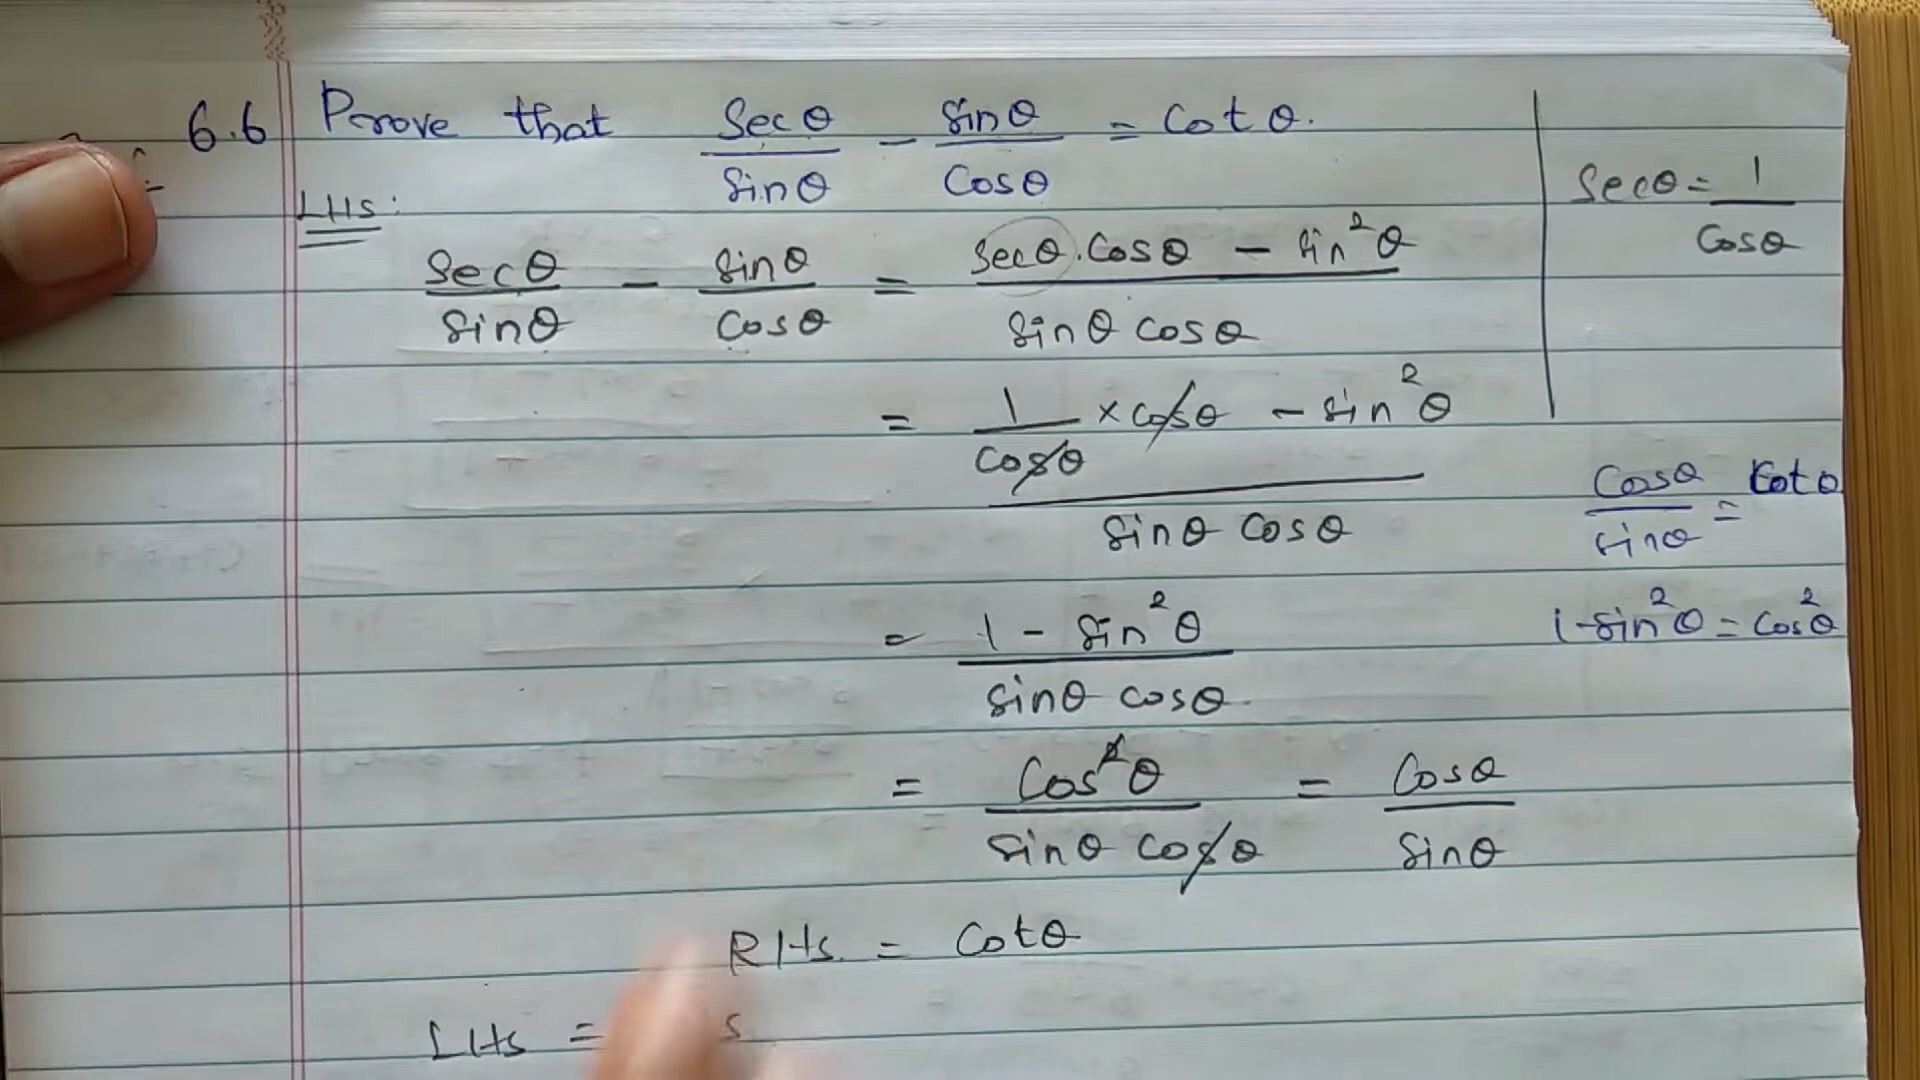 6.6 Prove that secθ/sinθ - sinθ/cosθ = cotθ.
LHS:
secθ/sinθ - sinθ/cosθ = (secθ.cosθ - sin²θ)/(sinθ cosθ)
secθ = 1/cosθ
= (1/cosθ × cosθ - sin²θ)/(sinθ cosθ)
cosθ/sinθ = cotθ
= (1 - sin²θ)/(sinθ cosθ)
1-sin²θ = cos²θ
= cos²θ/(sinθ cosθ) = cosθ/sinθ
RHS. = cotθ
LHS =